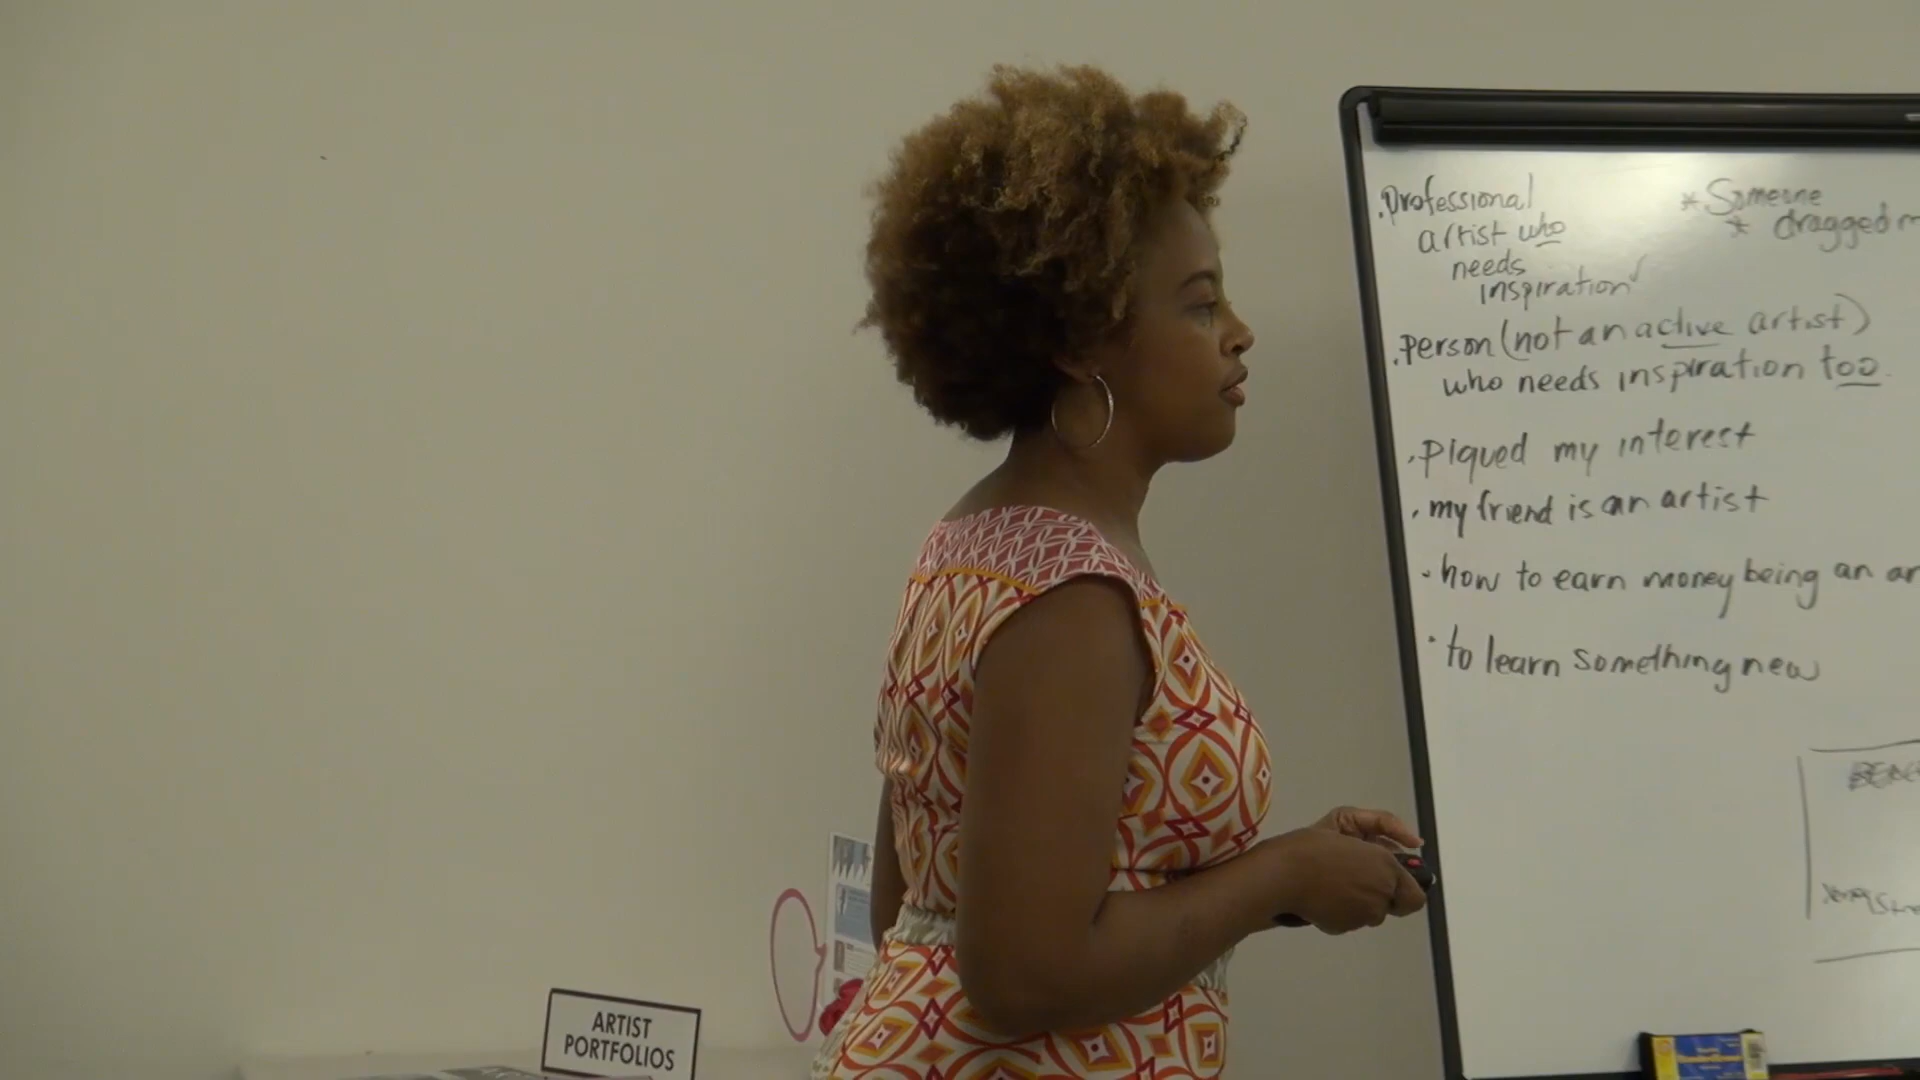 . Professional
artist who
needs
inspiration
* Someone
* dragged
. person (not an active artist)
who needs inspiration too.
. piqued my interest
. my friend is an artist
. how to earn money being an ar
. to learn something new
ARTIST
PORTFOLIOS